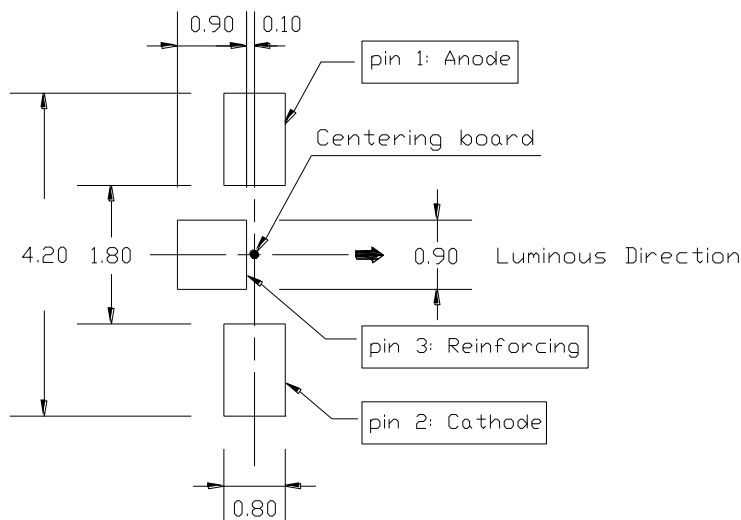 0.90 0.10
pin 1: Anode
Centering board
4.20 1.80 0.90 Luminous Direction
pin 3: Reinforcing
pin 2: Cathode
0.80